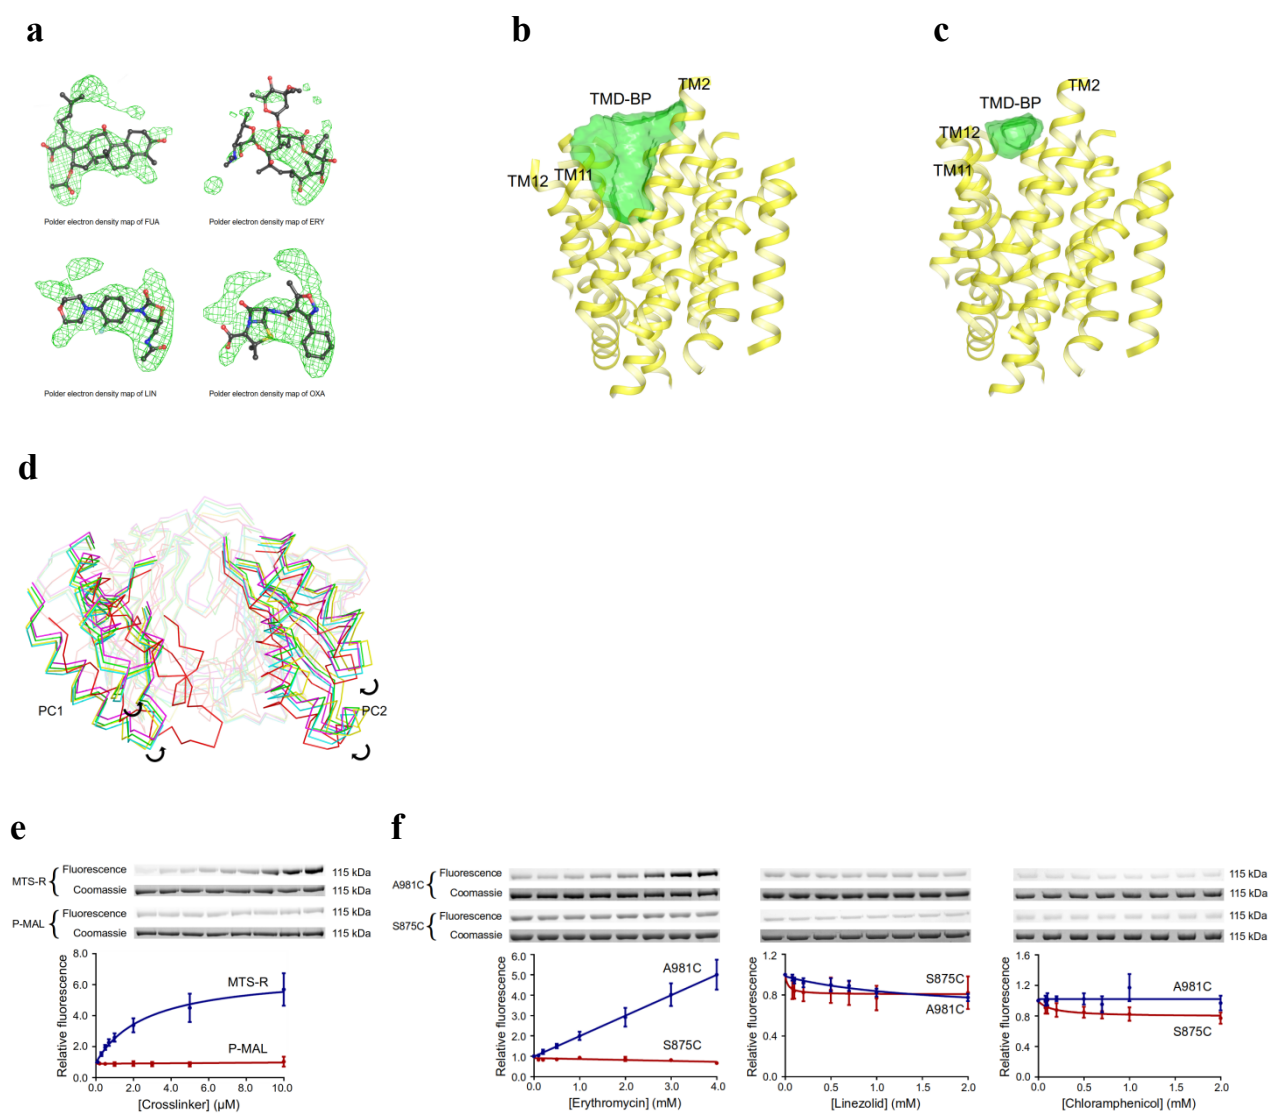 a
b
c
Polder electron density map of FUA
Polder electron density map of ERY
Polder electron density map of LIN
Polder electron density map of OXA
TM2
TMD-BP
TM12
TM11
TM2
TMD-BP
TM12
TM11
d
PC1
PC2
e
MTS-R
Fluorescence
115 kDa
Coomassie
115 kDa
P-MAL
Fluorescence
115 kDa
Coomassie
115 kDa
Relative fluorescence
8.0
6.0
4.0
2.0
0.0
MTS-R
P-MAL
0.0 2.0 4.0 6.0 8.0 10.0
[Crosslinker] (µM)
f
A981C
Fluorescence
115 kDa
Coomassie
115 kDa
S875C
Fluorescence
115 kDa
Coomassie
115 kDa
Relative fluorescence
6.0
5.0
4.0
3.0
2.0
1.0
0.0
A981C
S875C
0.0 1.0 2.0 3.0 4.0
[Erythromycin] (mM)
Relative fluorescence
1.2
0.8
0.4
0.0
S875C
A981C
0.0 0.5 1.0 1.5 2.0
[Linezolid] (mM)
Relative fluorescence
1.6
1.2
0.8
0.4
0.0
A981C
S875C
0.0 0.5 1.0 1.5 2.0
[Chloramphenicol] (mM)